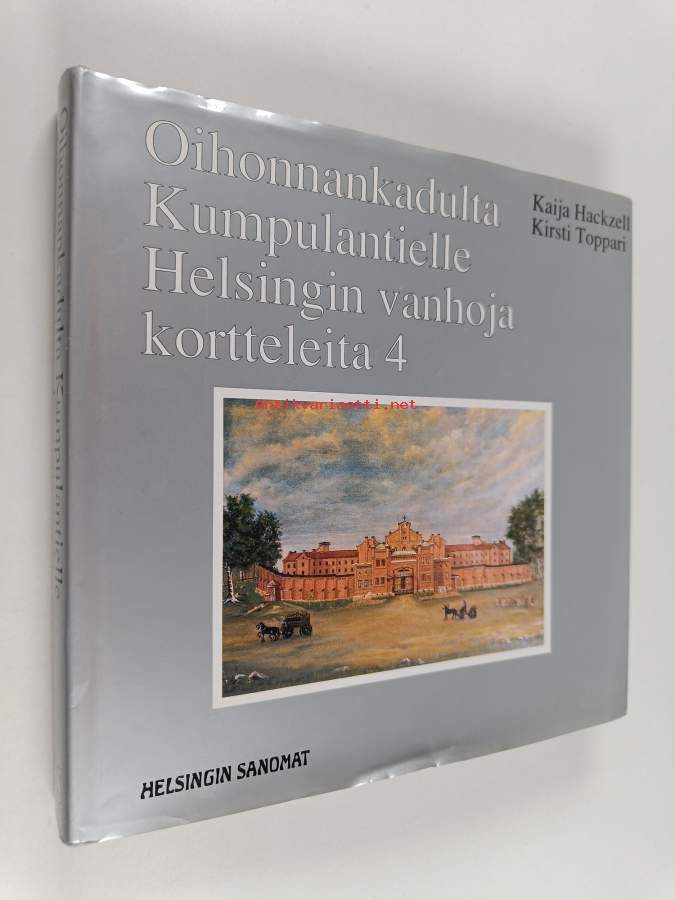 Oihonnankadulta
Kumpulantielle
Helsingin vanhoja
kortteleita 4
Kaija Hackzell
Kirsti Toppari
Antikvariaatti.net
HELSINGIN SANOMAT
Oihonnankadulta Kumpulantielle